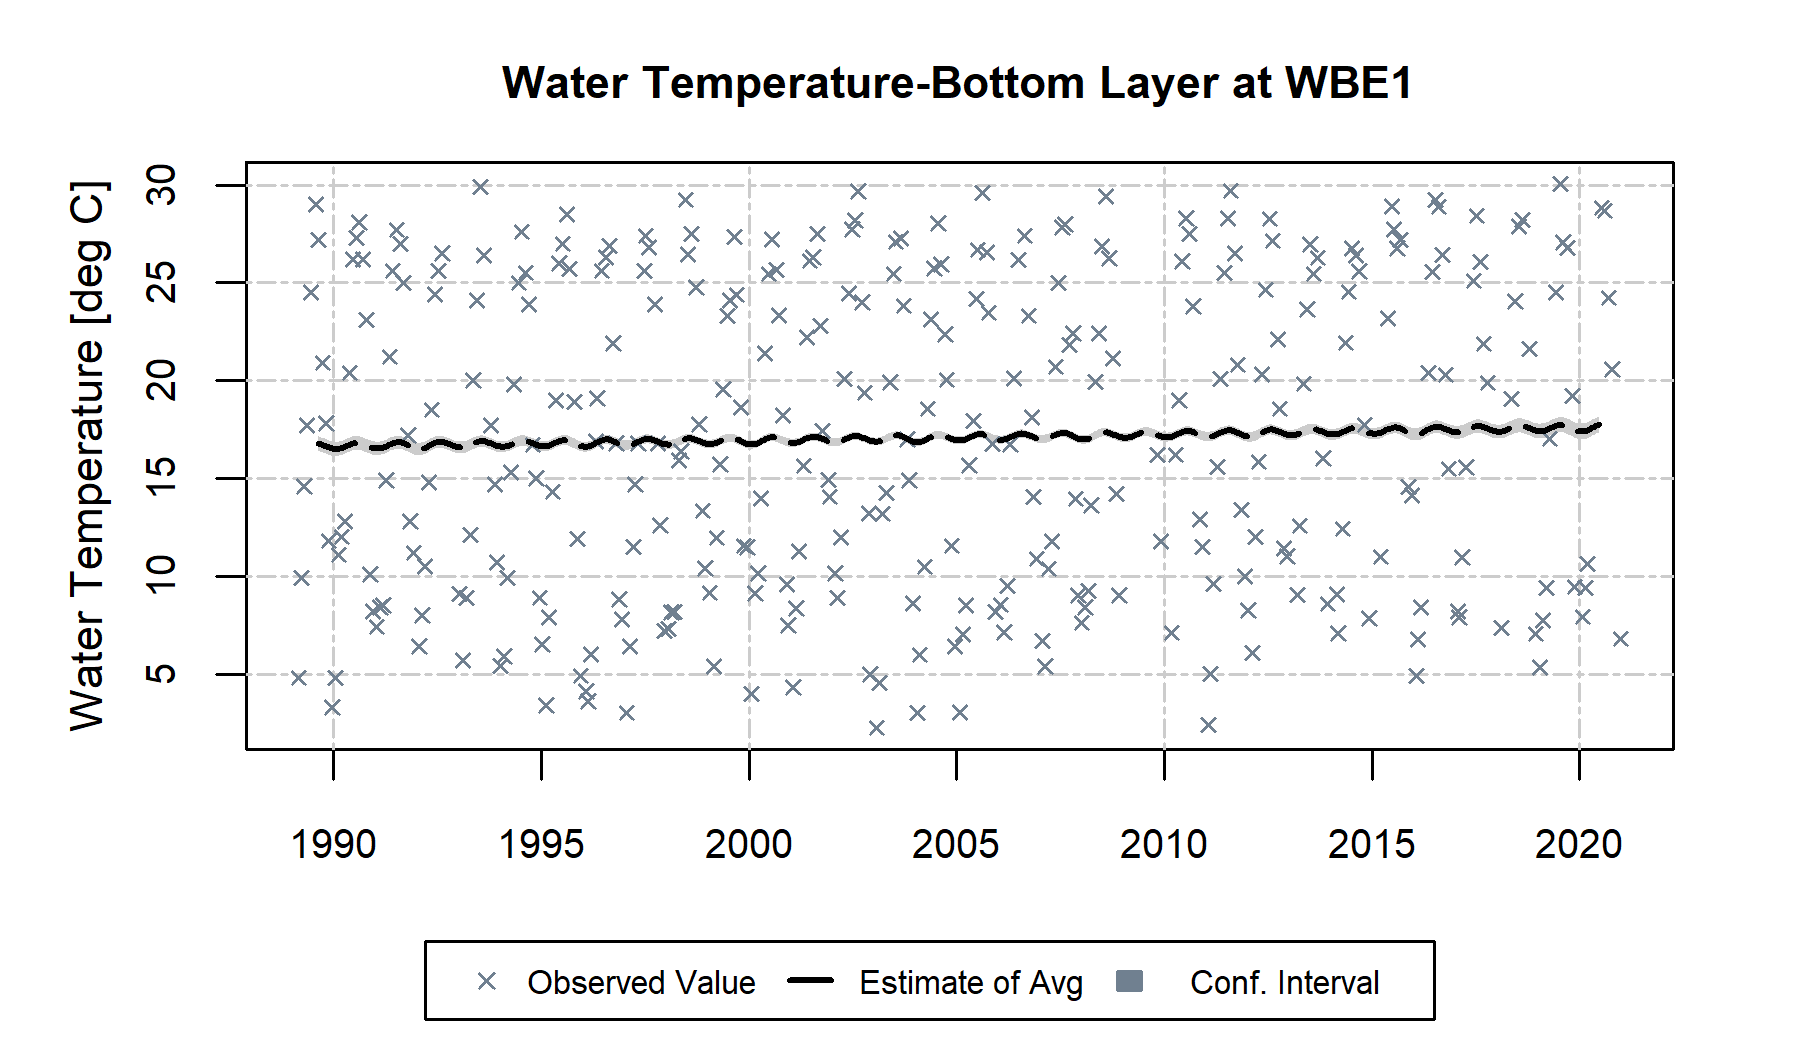 Water Temperature-Bottom Layer at WBE1
Water Temperature [deg C]
30
25
20
15
10
5
1990 1995 2000 2005 2010 2015 2020
Observed Value Estimate of Avg Conf. Interval